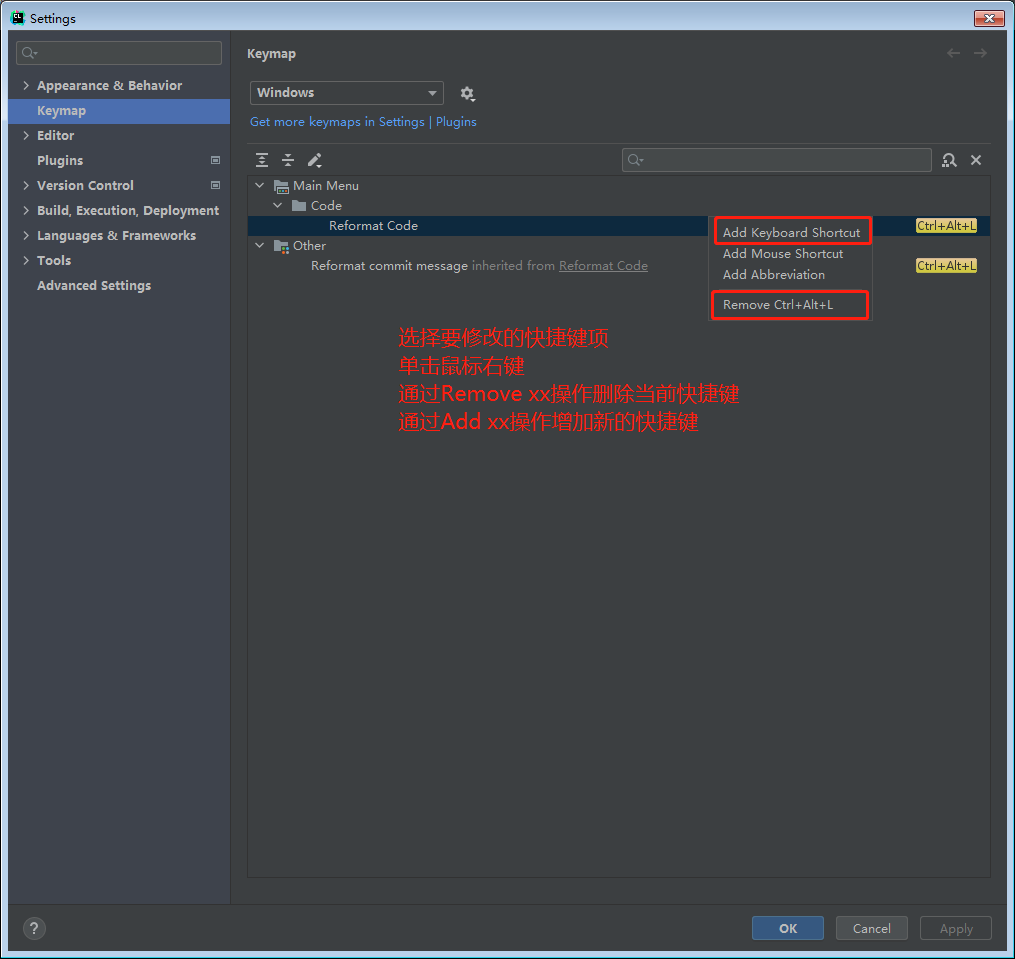 Settings
Keymap
Appearance & Behavior
Keymap
Editor
Plugins
Version Control
Build, Execution, Deployment
Languages & Frameworks
Tools
Advanced Settings
Windows
Get more keymaps in Settings | Plugins
Main Menu
Code
Reformat Code
Ctrl+Alt+L
Other
Reformat commit message inherited from Reformat Code
Ctrl+Alt+L
Add Keyboard Shortcut
Add Mouse Shortcut
Add Abbreviation
Remove Ctrl+Alt+L
选择要修改的快捷键项
单击鼠标右键
通过Remove xx操作删除当前快捷键
通过Add xx操作增加新的快捷键
?
OK
Cancel
Apply